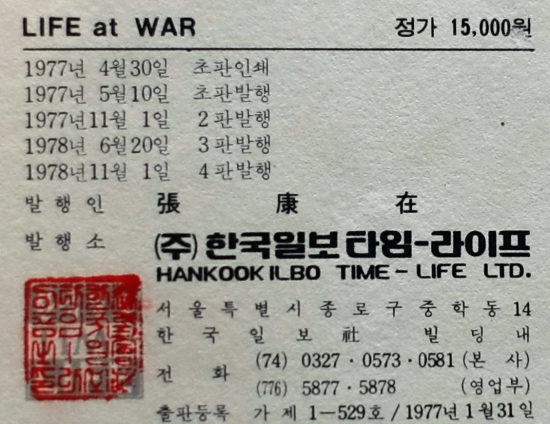 LIFE at WAR 정가 15,000원
1977년 4월30일 초판인쇄
1977년 5월10일 초판발행
1977년11월 1일 2판발행
1978년 6월20일 3판발행
1978년11월 1일 4판발행
발 행 인 張 康 在
발 행 소 (주)한국일보타임-라이프
HANKOOK ILBO TIME - LIFE LTD.
서울특별시종로구중학동14
한 국 일 보 社 빌 딩 내
전 화 (74) 0327·0573·0581(본 사)
(776) 5877·5878 (영업부)
출판등록 가 제 1-529호/1977년1월31일